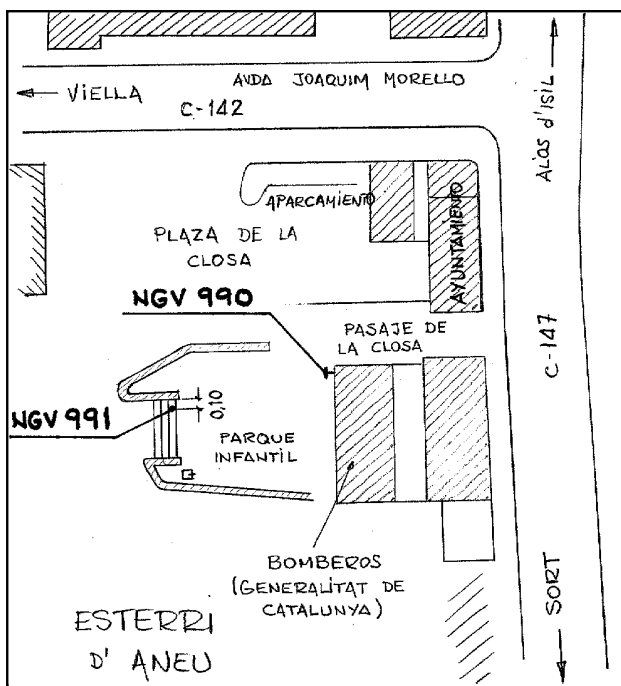 AVDA JOAQUIM MORELLO
← VIELLA
C-142
Alòs d'Isil
APARCAMIENTO
AYUNTAMIENTO
PLAZA DE LA
CLOSA
NGV 990
PASAJE DE
LA CLOSA
C-147
0,10
NGV 991
PARQUE
INFANTIL
BOMBEROS
(GENERALITAT DE
CATALUNYA)
SORT
ESTERRI
D' ANEU